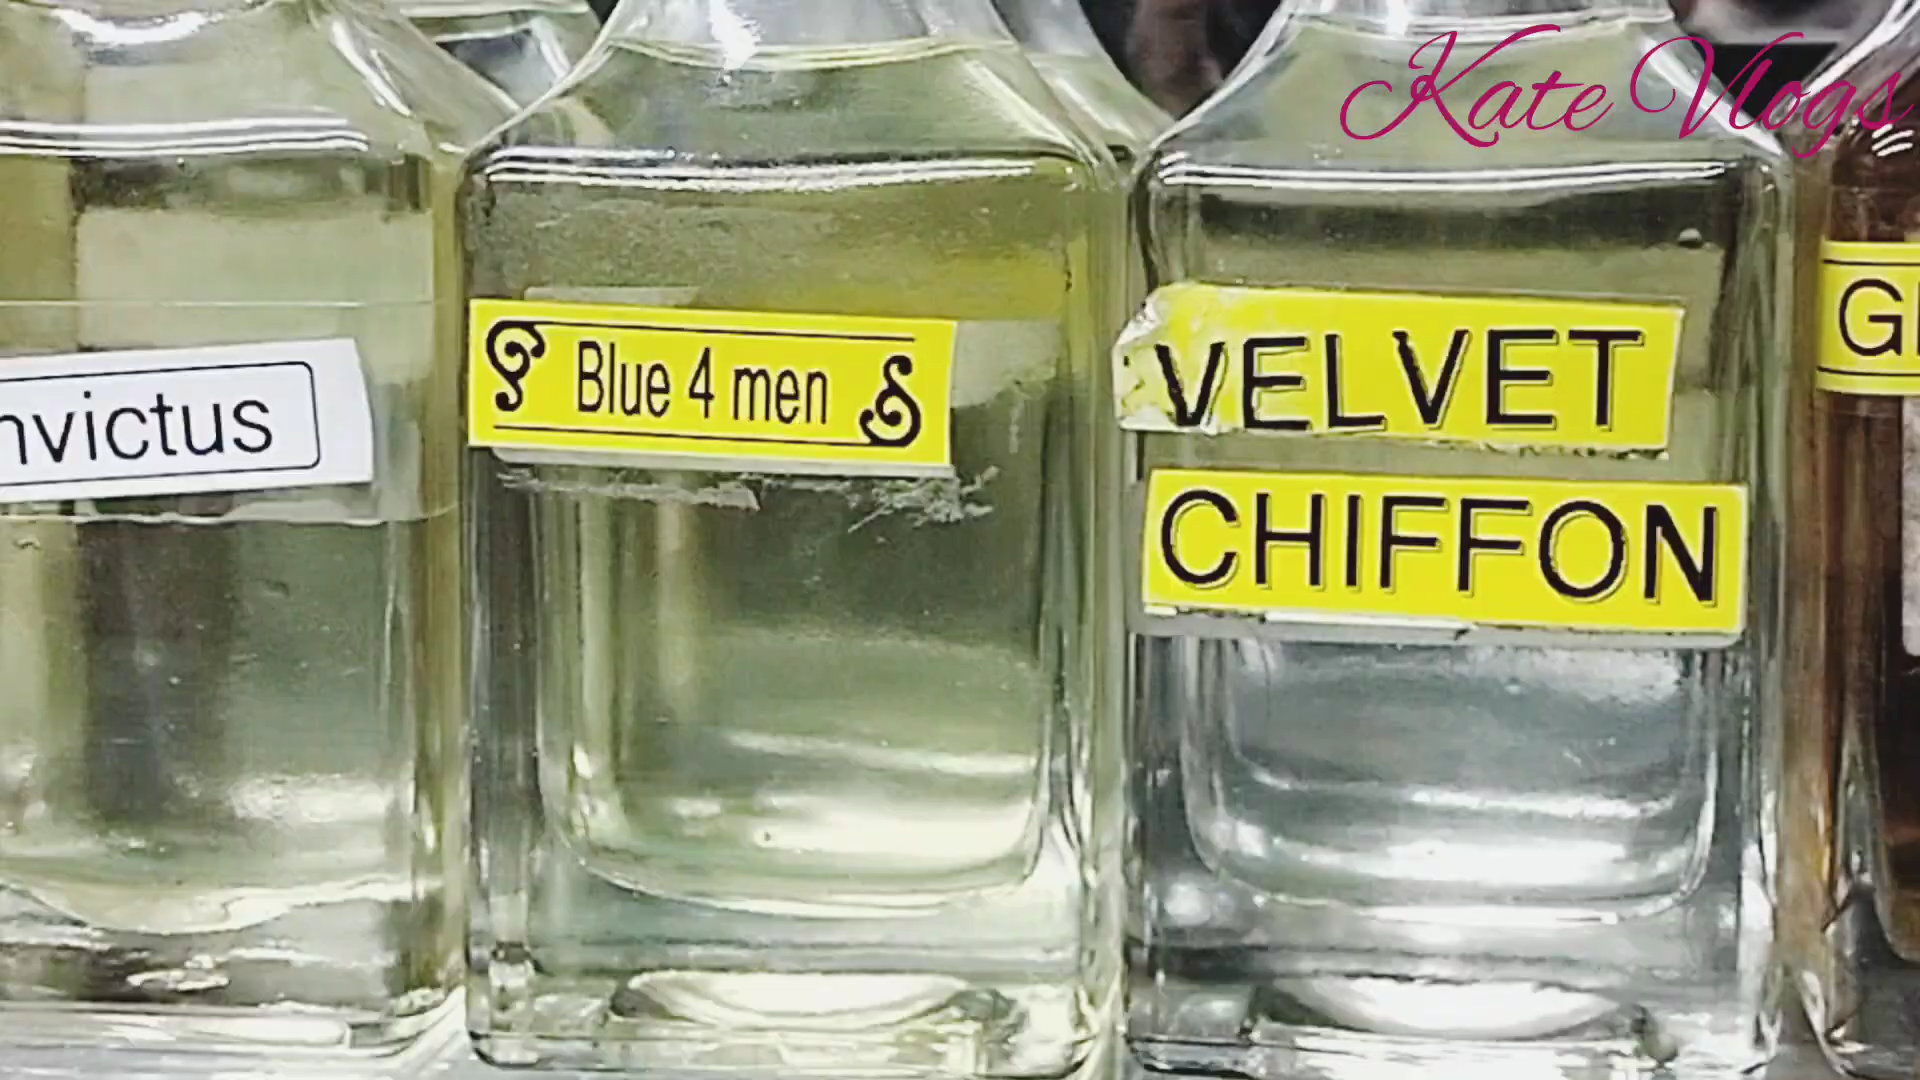 Kate Vlogs
nvictus
Blue 4 men
VELVET
CHIFFON